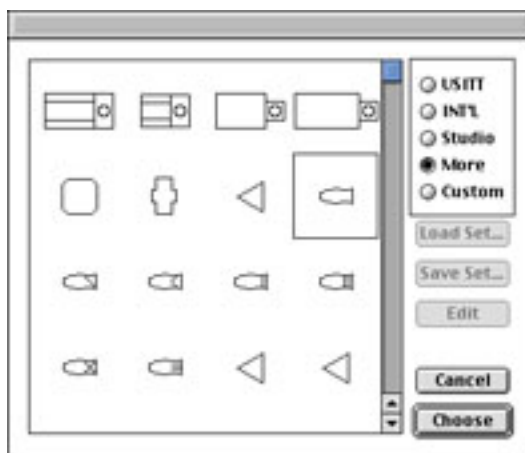 USITT
INT'L
Studio
More
Custom
Load Set...
Save Set...
Edit
Cancel
Choose